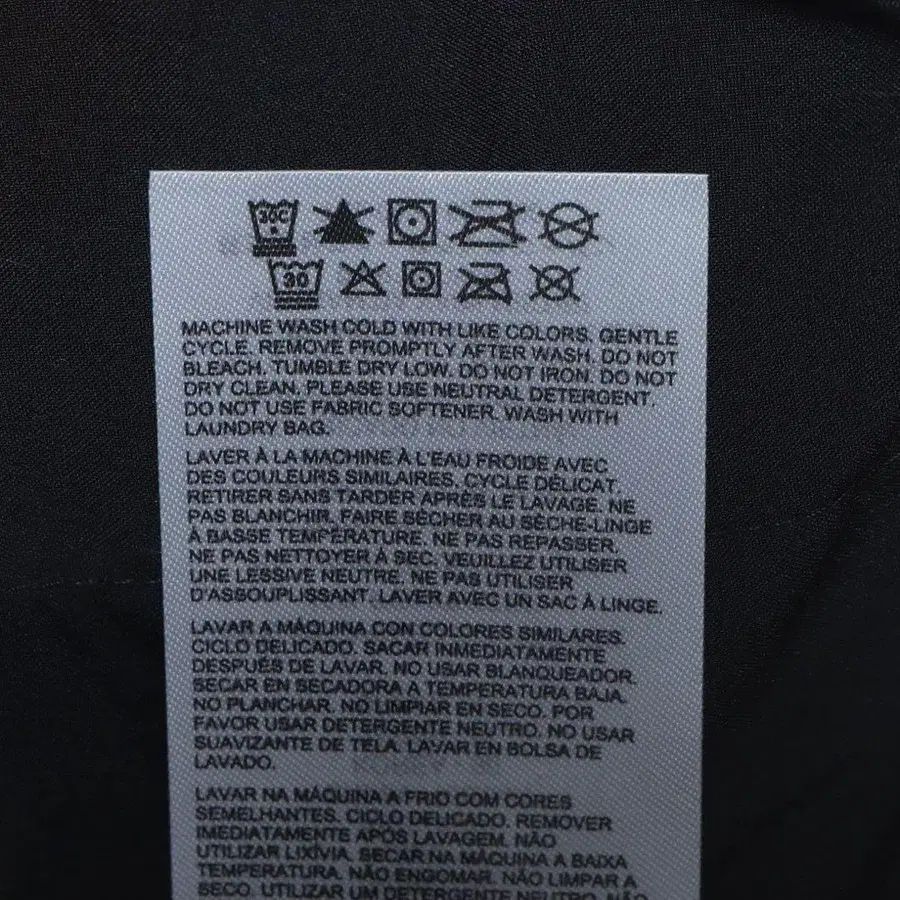 30C
30
MACHINE WASH COLD WITH LIKE COLORS. GENTLE
CYCLE. REMOVE PROMPTLY AFTER WASH. DO NOT
BLEACH. TUMBLE DRY LOW. DO NOT IRON. DO NOT
DRY CLEAN. PLEASE USE NEUTRAL DETERGENT.
DO NOT USE FABRIC SOFTENER. WASH WITH
LAUNDRY BAG.
LAVER À LA MACHINE À L'EAU FROIDE AVEC
DES COULEURS SIMILAIRES. CYCLE DÉLICAT.
RETIRER SANS TARDER APRÈS LE LAVAGE. NE
PAS BLANCHIR. FAIRE SÉCHER AU SÈCHE-LINGE
À BASSE TEMPÉRATURE. NE PAS REPASSER.
NE PAS NETTOYER À SEC. VEUILLEZ UTILISER
UNE LESSIVE NEUTRE. NE PAS UTILISER
D'ASSOUPLISSANT. LAVER AVEC UN SAC À LINGE.
LAVAR A MÁQUINA CON COLORES SIMILARES.
CICLO DELICADO. SACAR INMEDIATAMENTE
DESPUÉS DE LAVAR. NO USAR BLANQUEADOR.
SECAR EN SECADORA A TEMPERATURA BAJA.
NO PLANCHAR. NO LIMPIAR EN SECO. POR
FAVOR USAR DETERGENTE NEUTRO. NO USAR
SUAVIZANTE DE TELA. LAVAR EN BOLSA DE
LAVADO.
LAVAR NA MÁQUINA A FRIO COM CORES
SEMELHANTES. CICLO DELICADO. REMOVER
IMEDIATAMENTE APÓS LAVAGEM. NÃO
UTILIZAR LIXÍVIA. SECAR NA MÁQUINA A BAIXA
TEMPERATURA. NÃO ENGOMAR. NÃO LIMPAR A
SECO. UTILIZAR UM DETERGENTE NEUTRO. NÃO